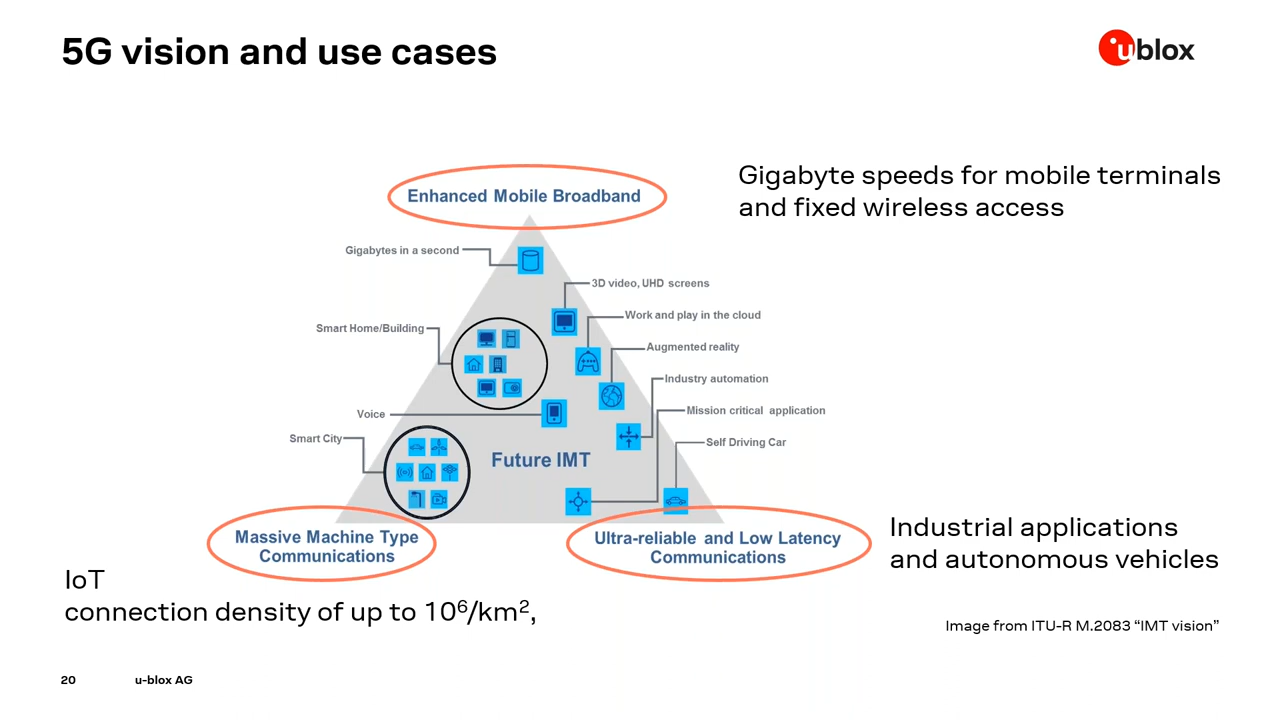 5G vision and use cases
ublox
Enhanced Mobile Broadband
Gigabyte speeds for mobile terminals
and fixed wireless access
Gigabytes in a second
3D video, UHD screens
Work and play in the cloud
Smart Home/Building
Augmented reality
Industry automation
Mission critical application
Voice
Smart City
Self Driving Car
Future IMT
Massive Machine Type
Communications
Ultra-reliable and Low Latency
Communications
Industrial applications
and autonomous vehicles
IoT
connection density of up to 10⁶/km²,
Image from ITU-R M.2083 “IMT vision”
20
u-blox AG